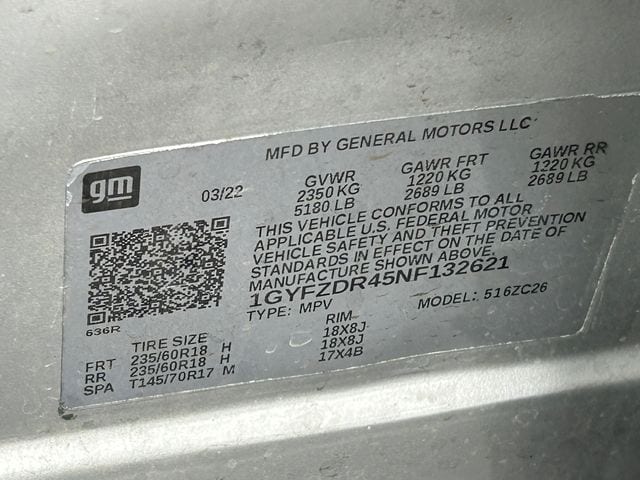 MFD BY GENERAL MOTORS LLC
gm
03/22
GVWR GAWR FRT GAWR RR
2350 KG 1220 KG 1320 KG
5180 LB 2689 LB 2689 LB
THIS VEHICLE CONFORMS TO ALL
APPLICABLE U.S. FEDERAL MOTOR
VEHICLE SAFETY AND THEFT PREVENTION
STANDARDS IN EFFECT ON THE DATE OF
MANUFACTURE SHOWN ABOVE.
1GYFZDR45NF132621
TYPE: MPV MODEL: 516ZC26
636R
TIRE SIZE RIM
FRT 235/60R18 H 18X8J
RR 235/60R18 H 18X8J
SPA T145/70R17 M 17X4B